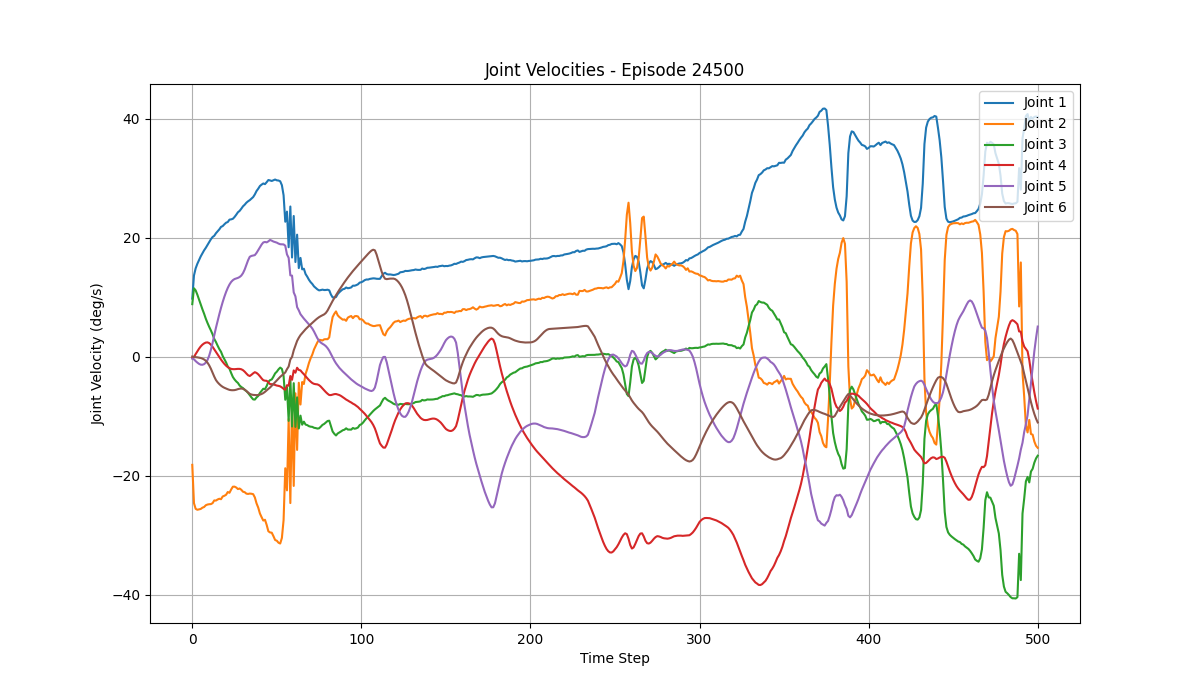 Joint Velocities - Episode 24500
Joint Velocity (deg/s)
40
20
0
−20
−40
Joint 1
Joint 2
Joint 3
Joint 4
Joint 5
Joint 6
0 100 200 300 400 500
Time Step